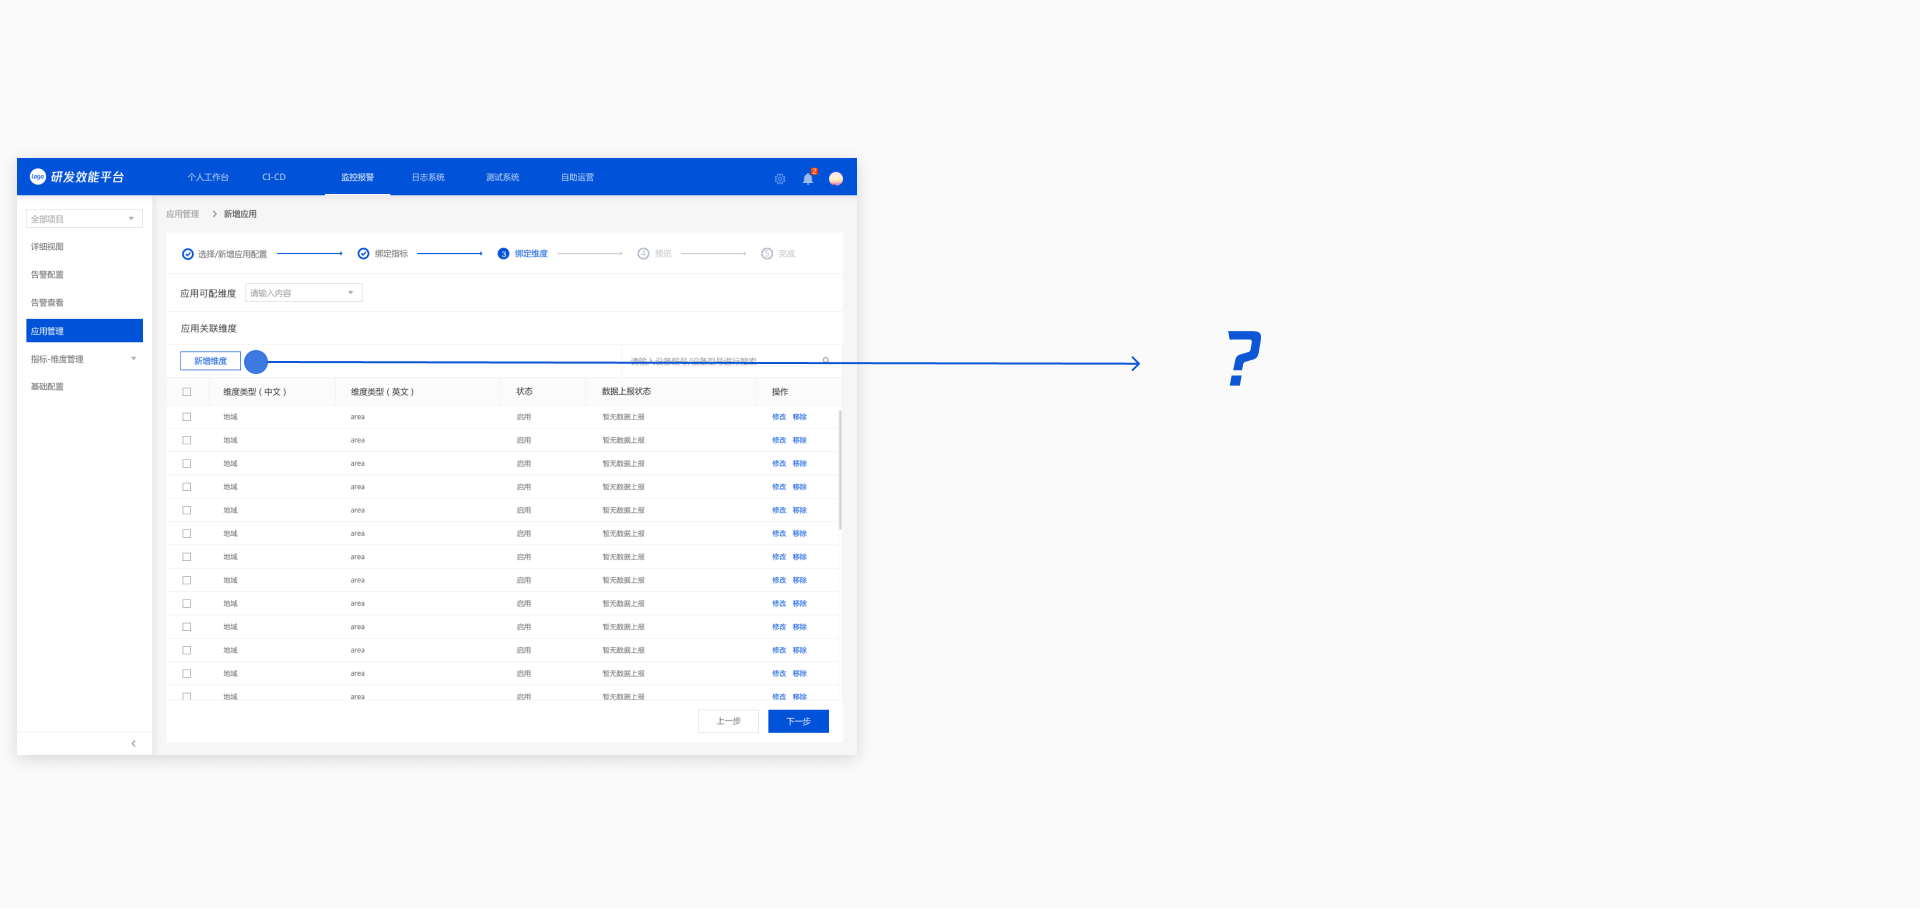 logo 研发效能平台 个人工作台 CI-CD 监控报警 日志系统 测试系统 自助运营 2
全部项目
详细视图
告警配置
告警查看
应用管理
指标-维度管理
基础配置
应用管理 > 新增应用
选择/新增应用配置 绑定指标 3 绑定维度 4 预览 5 完成
应用可配维度 请输入内容
应用关联维度
新增维度 请输入设备编号/设备型号进行搜索
?
维度类型（中文） 维度类型（英文） 状态 数据上报状态 操作
地域 area 启用 暂无数据上报 修改 移除
地域 area 启用 暂无数据上报 修改 移除
地域 area 启用 暂无数据上报 修改 移除
地域 area 启用 暂无数据上报 修改 移除
地域 area 启用 暂无数据上报 修改 移除
地域 area 启用 暂无数据上报 修改 移除
地域 area 启用 暂无数据上报 修改 移除
地域 area 启用 暂无数据上报 修改 移除
地域 area 启用 暂无数据上报 修改 移除
地域 area 启用 暂无数据上报 修改 移除
地域 area 启用 暂无数据上报 修改 移除
地域 area 启用 暂无数据上报 修改 移除
地域 area 启用 暂无数据上报 修改 移除
上一步 下一步